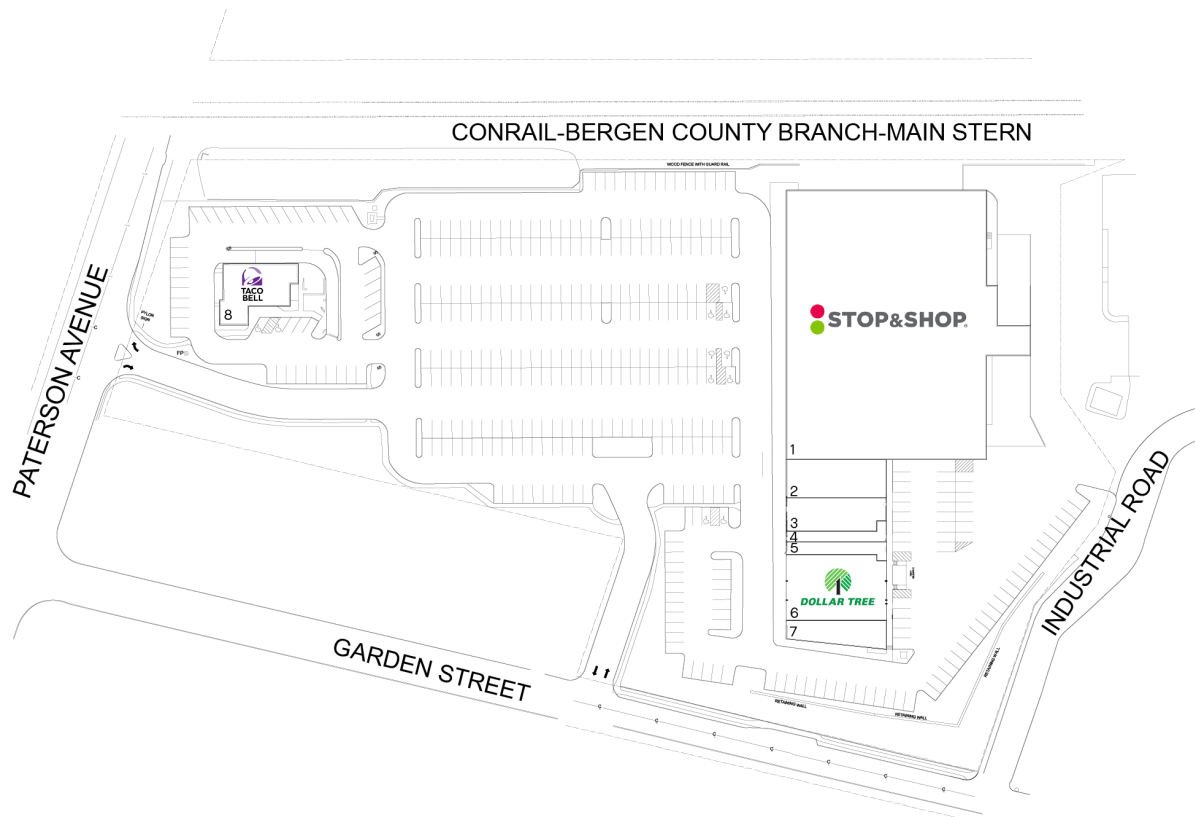 CONRAIL-BERGEN COUNTY BRANCH-MAIN STERN
WOOD FENCE WITH GUARD RAIL
PATERSON AVENUE
TACO
BELL
8
PYLON
SIGN
FP
STOP&SHOP
1
2
3
4
5
DOLLAR TREE
6
7
INDUSTRIAL ROAD
GARDEN STREET
RETAINING WALL
RETAINING WALL
RETAINING WALL